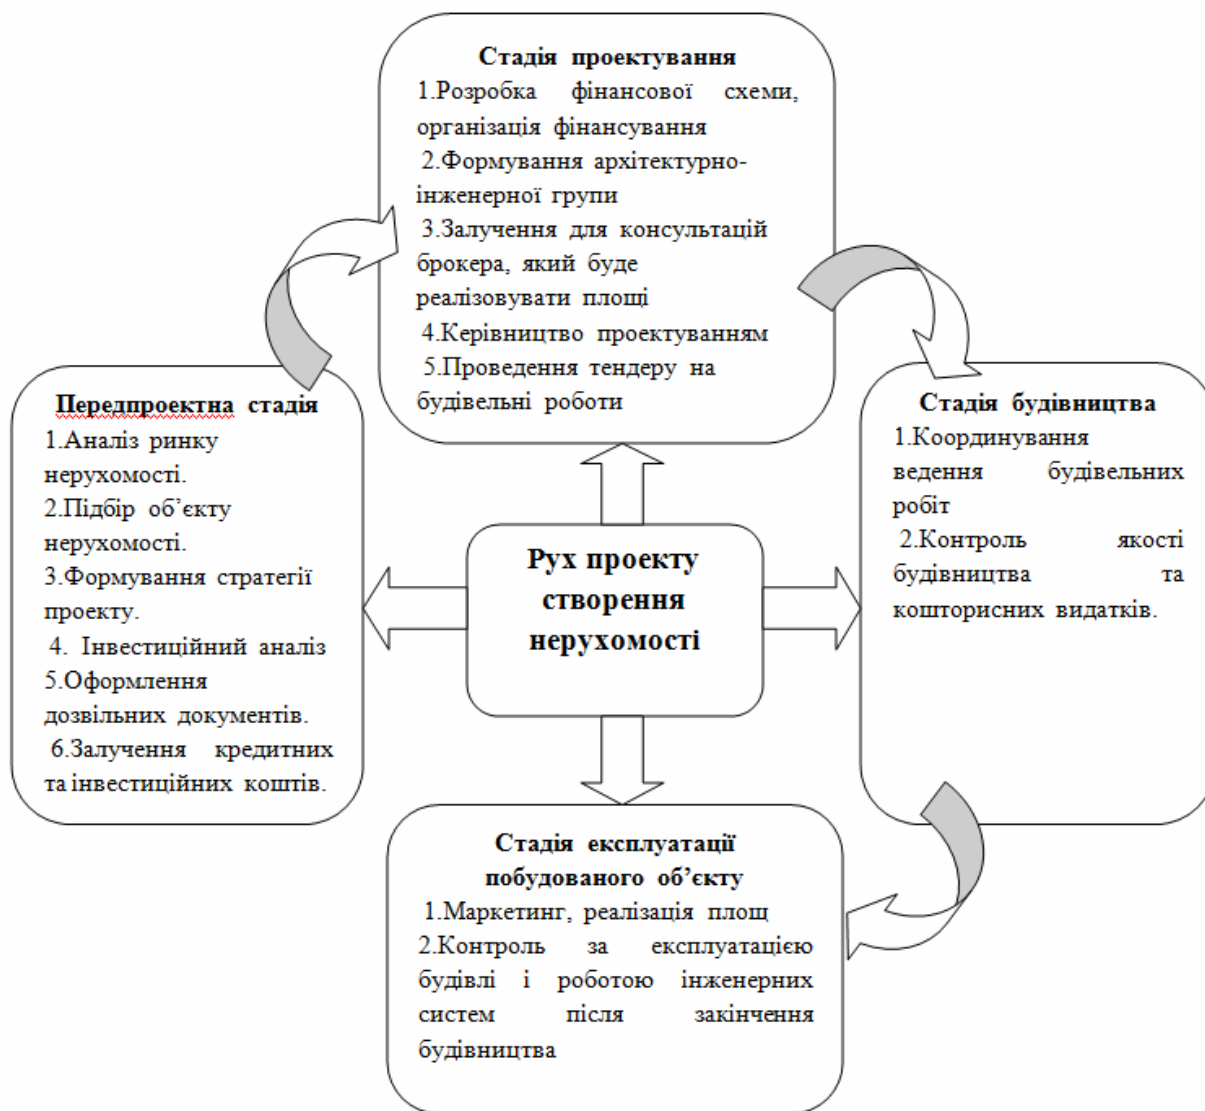 Стадія проектування
1.Розробка фінансової схеми,
організація фінансування
2.Формування архітектурно-
інженерної групи
3.Залучення для консультацій
брокера, який буде
реалізовувати площі
4.Керівництво проектуванням
5.Проведення тендеру на
будівельні роботи
Передпроектна стадія
1.Аналіз ринку
нерухомості.
2.Підбір об’єкту
нерухомості.
3.Формування стратегії
проекту.
4. Інвестиційний аналіз
5.Оформлення
дозвільних документів.
6.Залучення кредитних
та інвестиційних коштів.
Рух проекту
створення
нерухомості
Стадія будівництва
1.Координування
ведення будівельних
робіт
2.Контроль якості
будівництва та
кошторисних видатків.
Стадія експлуатації
побудованого об’єкту
1.Маркетинг, реалізація площ
2.Контроль за експлуатацією
будівлі і роботою інженерних
систем після закінчення
будівництва